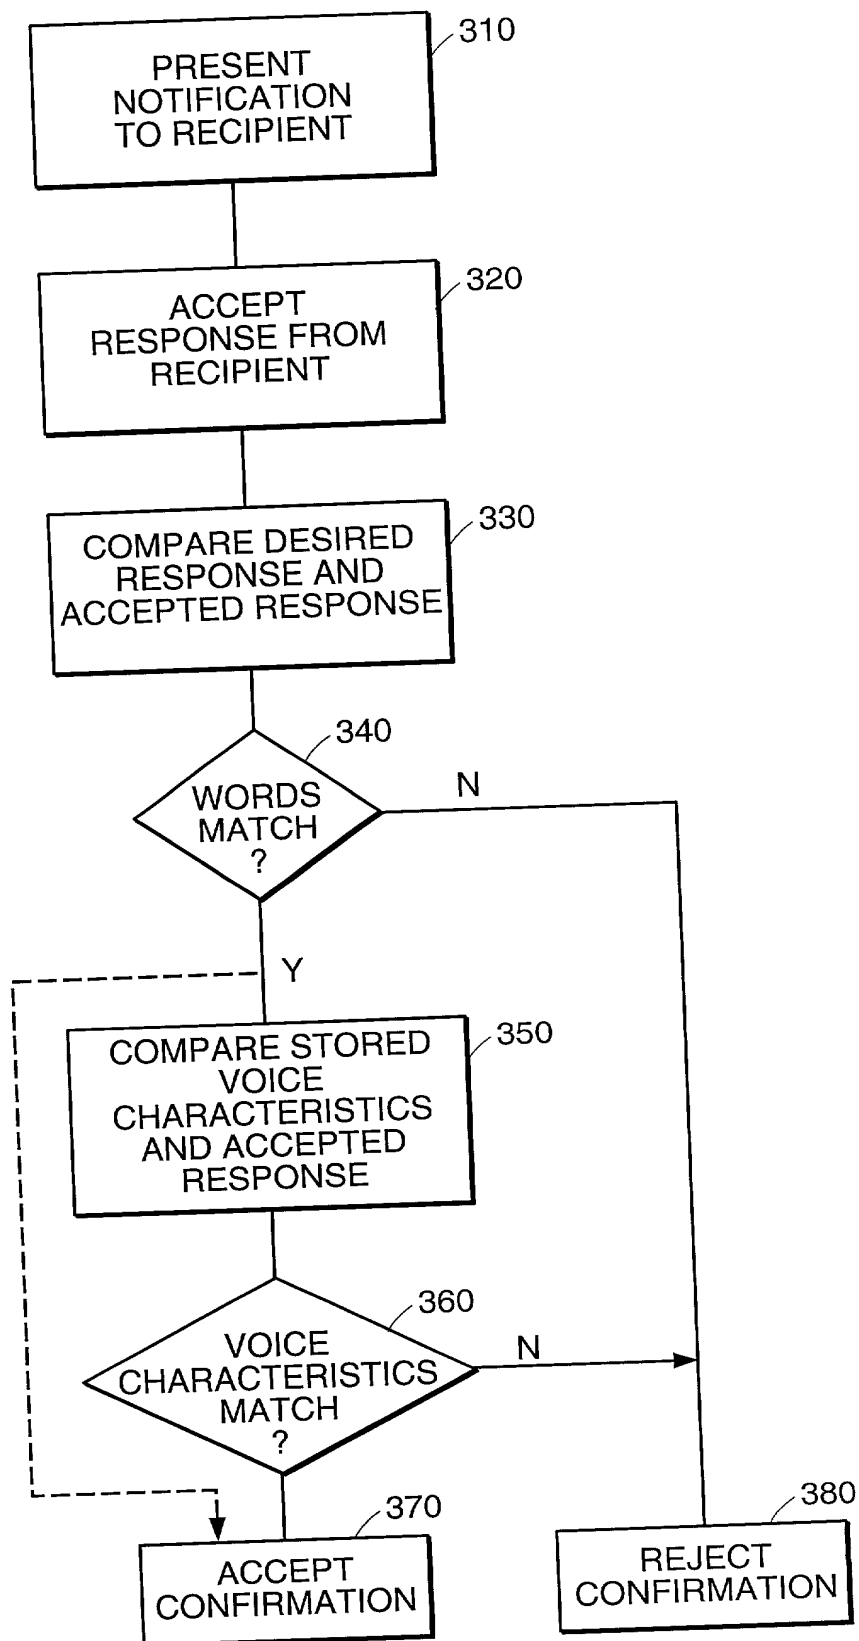 310
PRESENT
NOTIFICATION
TO RECIPIENT
320
ACCEPT
RESPONSE FROM
RECIPIENT
330
COMPARE DESIRED
RESPONSE AND
ACCEPTED RESPONSE
340
WORDS
MATCH
?
N
Y
350
COMPARE STORED
VOICE
CHARACTERISTICS
AND ACCEPTED
RESPONSE
360
VOICE
CHARACTERISTICS
MATCH
?
N
370
ACCEPT
CONFIRMATION
380
REJECT
CONFIRMATION